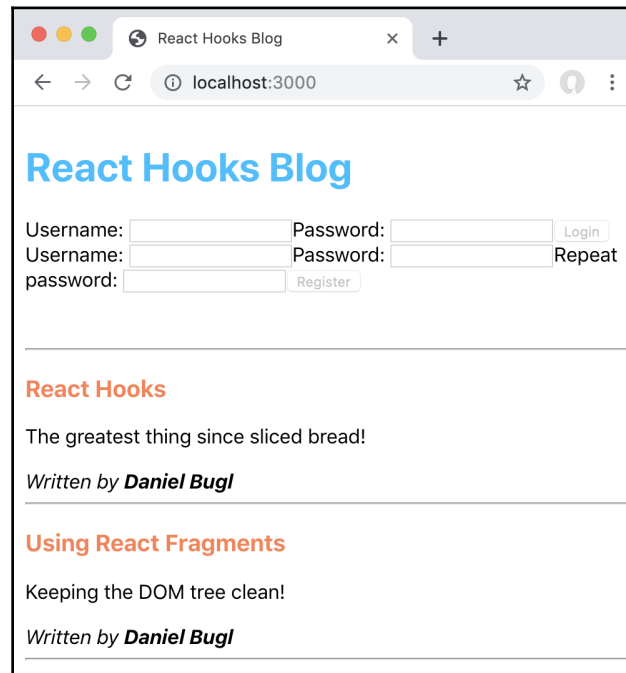 React Hooks Blog
localhost:3000
React Hooks Blog
Username: Password: Login
Username: Password: Repeat
password: Register
React Hooks
The greatest thing since sliced bread!
Written by Daniel Bugl
Using React Fragments
Keeping the DOM tree clean!
Written by Daniel Bugl